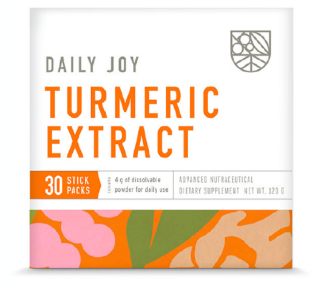 DAILY JOY
TURMERIC
EXTRACT
30 STICK PACKS
4 g of dissolvable
powder for daily use
ADVANCED NUTRACEUTICAL
DIETARY SUPPLEMENT NET WT. 123 G